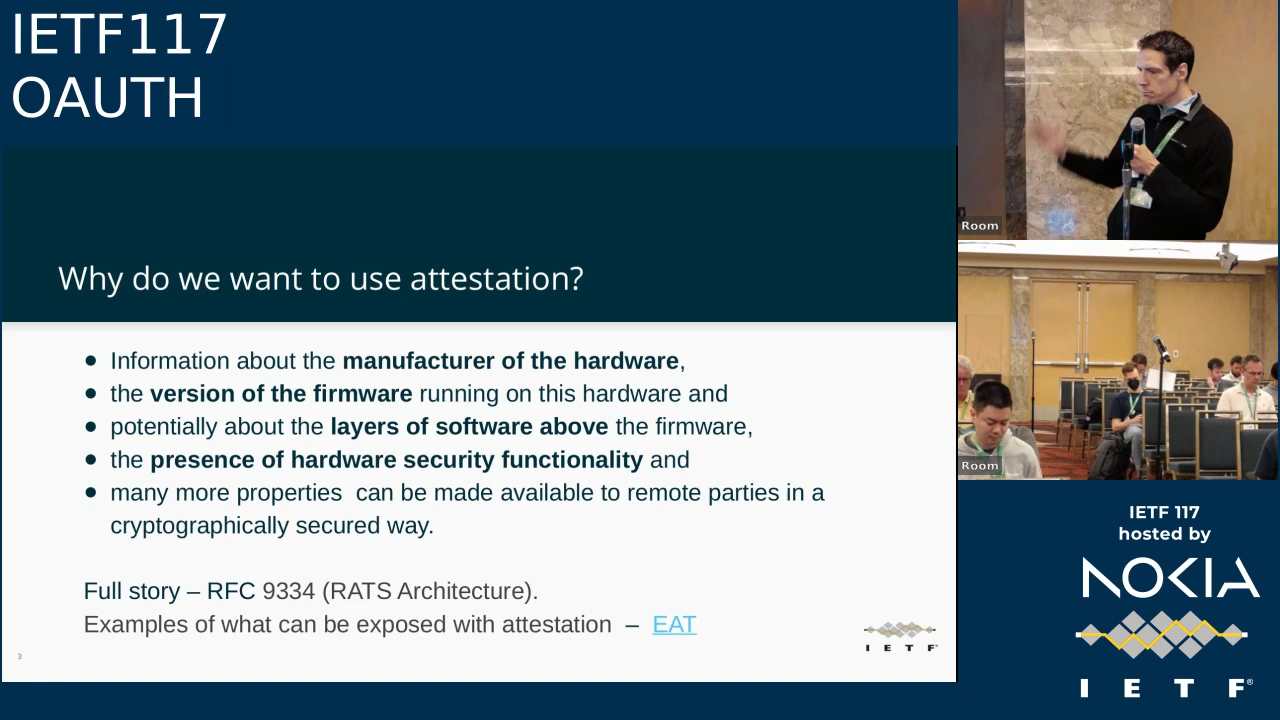 IETF117
OAUTH
Why do we want to use attestation?
● Information about the manufacturer of the hardware,
● the version of the firmware running on this hardware and
● potentially about the layers of software above the firmware,
● the presence of hardware security functionality and
● many more properties can be made available to remote parties in a
cryptographically secured way.
Full story – RFC 9334 (RATS Architecture).
Examples of what can be exposed with attestation – EAT
3
I E T F
Room
Room
IETF 117
hosted by
NOKIA
I E T F®